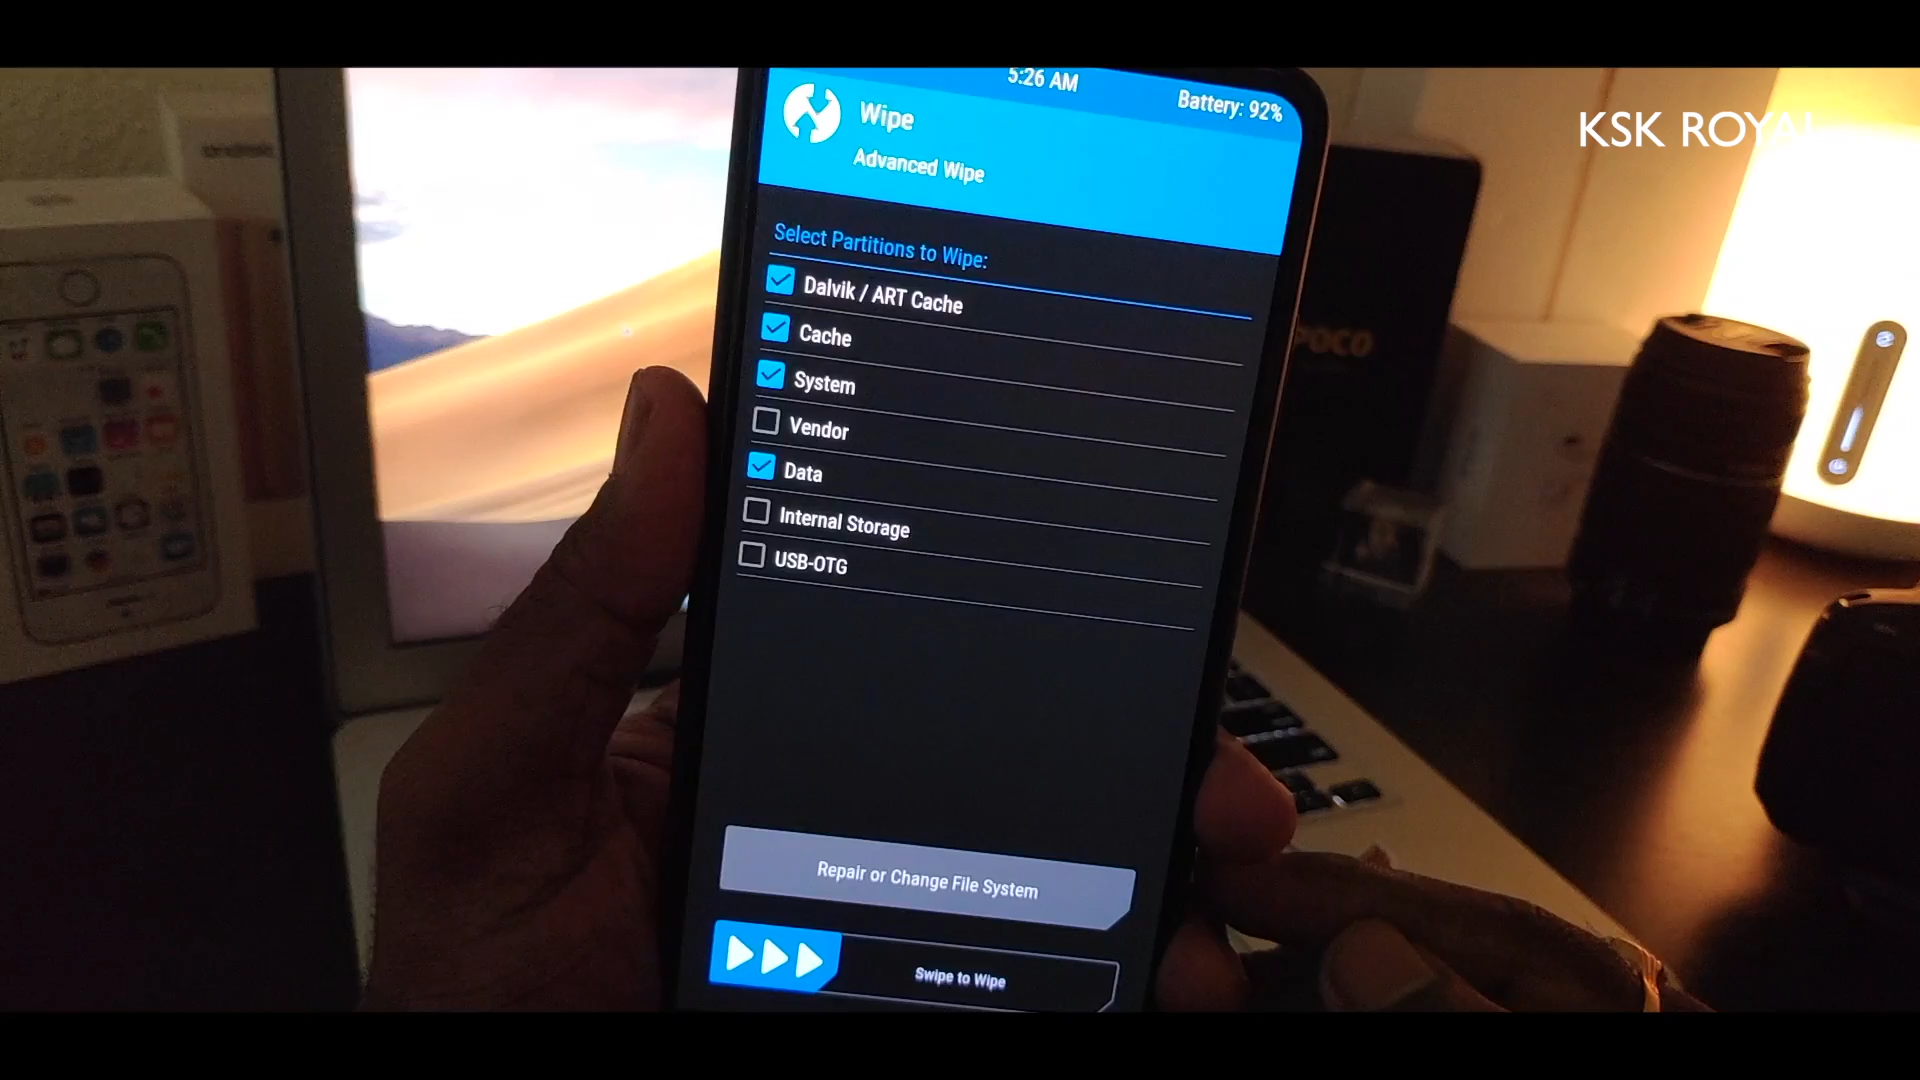 5:26 AM
Battery: 92%
Wipe
Advanced Wipe
KSK ROYAL
Select Partitions to Wipe:
Dalvik / ART Cache
Cache
System
Vendor
Data
Internal Storage
USB-OTG
POCO
Repair or Change File System
Swipe to Wipe